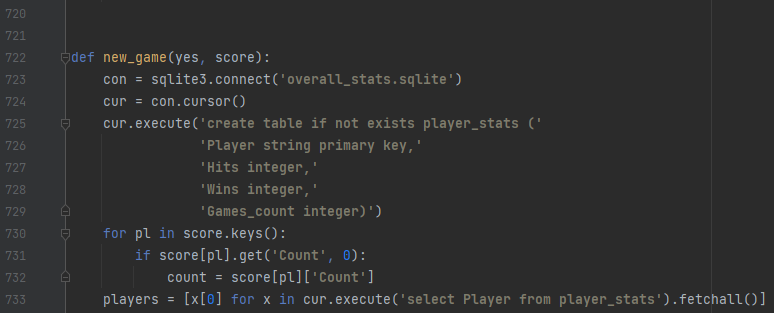 720
721
722 def new_game(yes, score):
723     con = sqlite3.connect('overall_stats.sqlite')
724     cur = con.cursor()
725     cur.execute('create table if not exists player_stats ('
726                 'Player string primary key,'
727                 'Hits integer,'
728                 'Wins integer,'
729                 'Games_count integer)')
730     for pl in score.keys():
731         if score[pl].get('Count', 0):
732             count = score[pl]['Count']
733     players = [x[0] for x in cur.execute('select Player from player_stats').fetchall()]